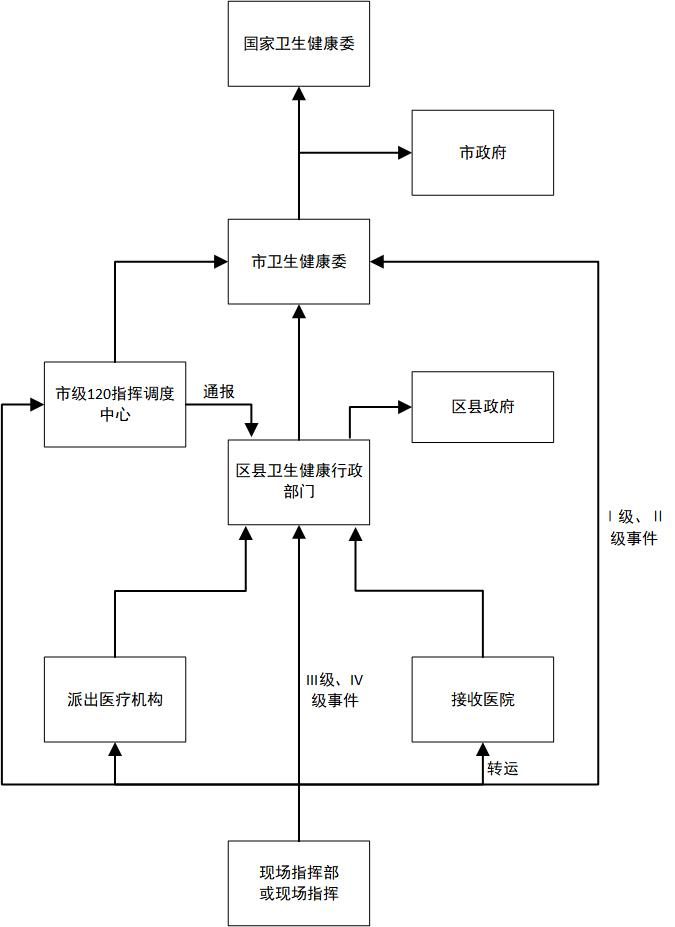 国家卫生健康委
市政府
市卫生健康委
市级120指挥调度
中心
通报
区县政府
区县卫生健康行政
部门
Ⅰ级、Ⅱ
级事件
III级、IV
级事件
派出医疗机构
接收医院
转运
现场指挥部
或现场指挥